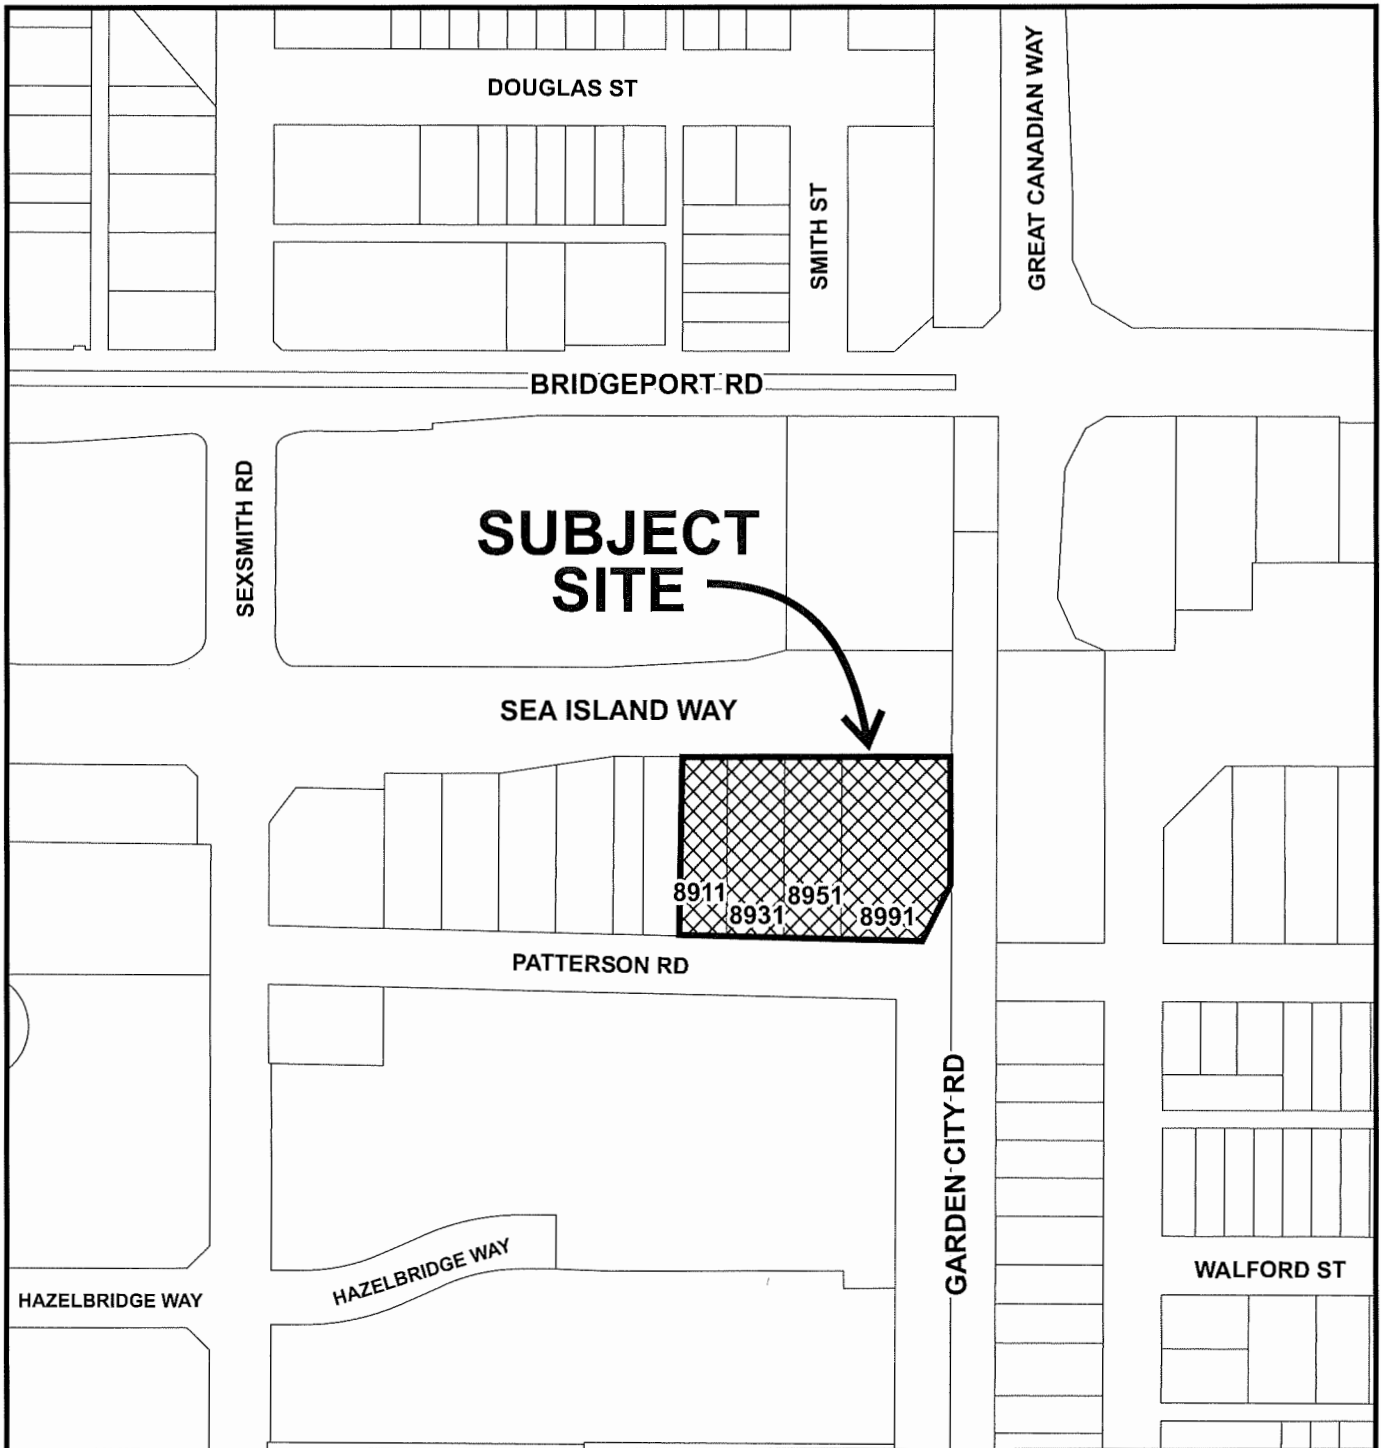 DOUGLAS ST
GREAT CANADIAN WAY
SMITH ST
BRIDGEPORT RD
SEXSMITH RD
SUBJECT
SITE
SEA ISLAND WAY
8911
8931
8951
8991
PATTERSON RD
GARDEN CITY RD
HAZELBRIDGE WAY
WALFORD ST
HAZELBRIDGE WAY